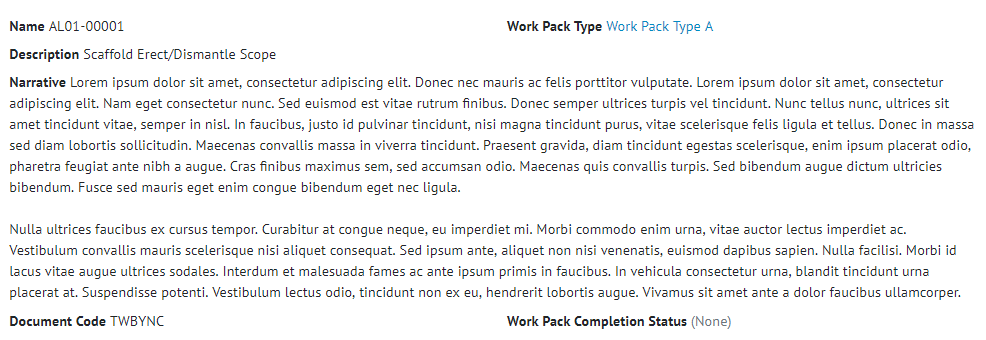 Name AL01-00001 Work Pack Type Work Pack Type A
Description Scaffold Erect/Dismantle Scope
Narrative Lorem ipsum dolor sit amet, consectetur adipiscing elit. Donec nec mauris ac felis porttitor vulputate. Lorem ipsum dolor sit amet, consectetur
adipiscing elit. Nam eget consectetur nunc. Sed euismod est vitae rutrum finibus. Donec semper ultrices turpis vel tincidunt. Nunc tellus nunc, ultrices sit
amet tincidunt vitae, semper in nisl. In faucibus, justo id pulvinar tincidunt, nisi magna tincidunt purus, vitae scelerisque felis ligula et tellus. Donec in massa
sed diam lobortis sollicitudin. Maecenas convallis massa in viverra tincidunt. Praesent gravida, diam tincidunt egestas scelerisque, enim ipsum placerat odio,
pharetra feugiat ante nibh a augue. Cras finibus maximus sem, sed accumsan odio. Maecenas quis convallis turpis. Sed bibendum augue dictum ultricies
bibendum. Fusce sed mauris eget enim congue bibendum eget nec ligula.
Nulla ultrices faucibus ex cursus tempor. Curabitur at congue neque, eu imperdiet mi. Morbi commodo enim urna, vitae auctor lectus imperdiet ac.
Vestibulum convallis mauris scelerisque nisi aliquet consequat. Sed ipsum ante, aliquet non nisi venenatis, euismod dapibus sapien. Nulla facilisi. Morbi id
lacus vitae augue ultrices sodales. Interdum et malesuada fames ac ante ipsum primis in faucibus. In vehicula consectetur urna, blandit tincidunt urna
placerat at. Suspendisse potenti. Vestibulum lectus odio, tincidunt non ex eu, hendrerit lobortis augue. Vivamus sit amet ante a dolor faucibus ullamcorper.
Document Code TWBYNC Work Pack Completion Status (None)